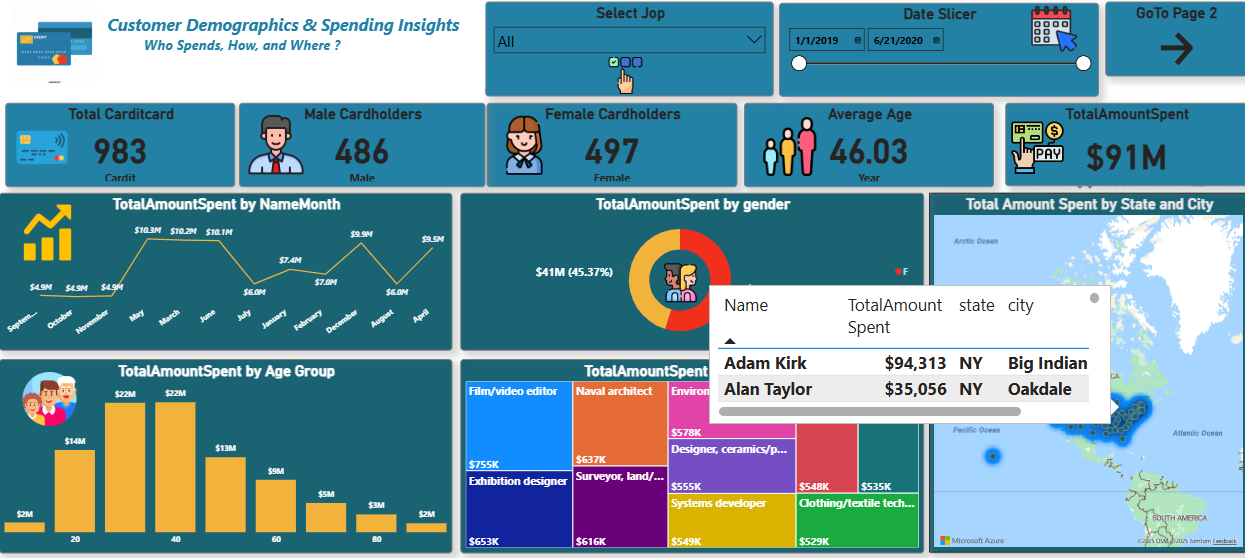 Customer Demographics & Spending Insights
Who Spends, How, and Where ?
Select Jop
All
Date Slicer
1/1/2019
6/21/2020
GoTo Page 2
Total Carditcard
983
Cardit
Male Cardholders
486
Male
Female Cardholders
497
Female
Average Age
46.03
Year
TotalAmountSpent
PAY
$91M
TotalAmountSpent by NameMonth
$4.9M
$4.9M
$4.9M
$10.3M
$10.2M
$10.1M
$6.0M
$7.4M
$7.0M
$9.9M
$6.0M
$9.5M
Septem...
October
November
May
March
June
July
January
February
December
August
April
TotalAmountSpent by gender
$41M (45.37%)
F
Total Amount Spent by State and City
Arctic Ocean
Name
TotalAmount
Spent
state
city
Adam Kirk $94,313 NY Big Indian
Alan Taylor $35,056 NY Oakdale
Pacific Ocean
Atlantic Ocean
SOUTH AMERICA
Microsoft Azure
©2025 OSM, ©2025 TomTom Feedback
TotalAmountSpent by Age Group
$2M
$14M
$22M
$22M
$13M
$9M
$5M
$3M
$2M
20
40
60
80
TotalAmountSpent
Film/video editor
$755K
Exhibition designer
$653K
Naval architect
$637K
Surveyor, land/...
$616K
Environ
$578K
Designer, ceramics/p...
$555K
Systems developer
$549K
$548K
$535K
Clothing/textile tech...
$529K